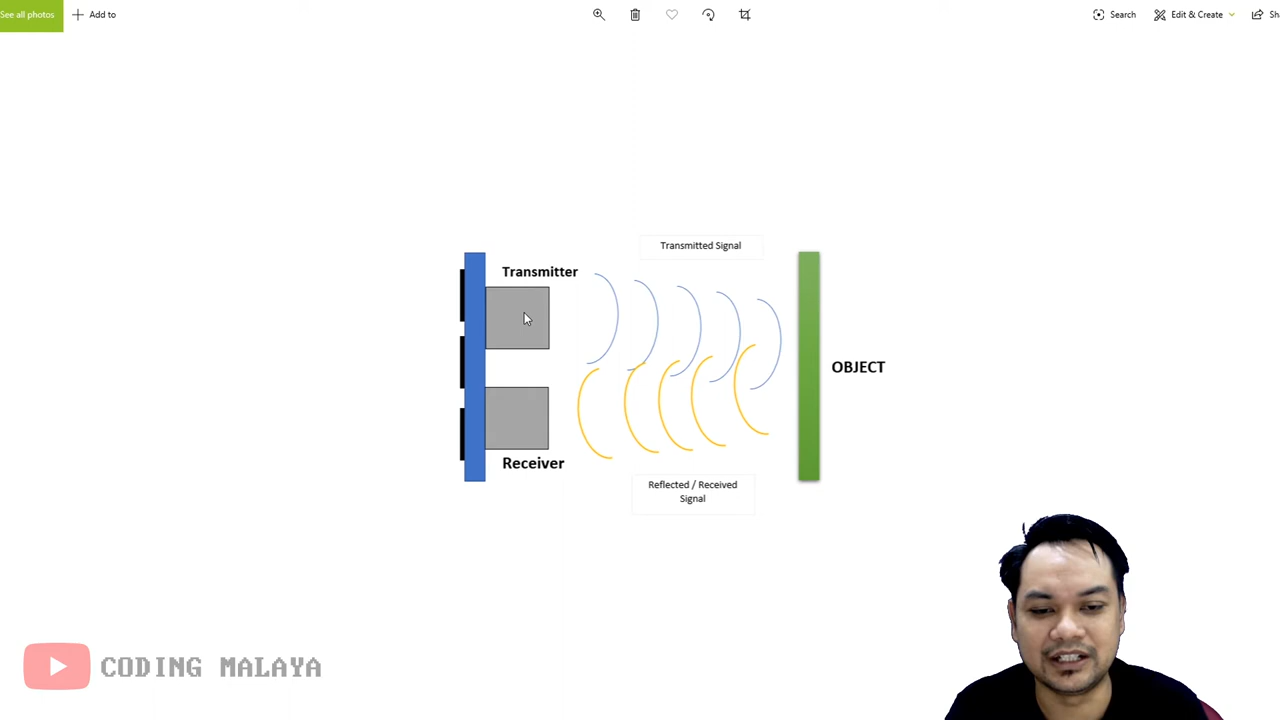 See all photos
Add to
Search
Edit & Create
Sh
Transmitted Signal
Transmitter
OBJECT
Receiver
Reflected / Received
Signal
CODING MALAYA